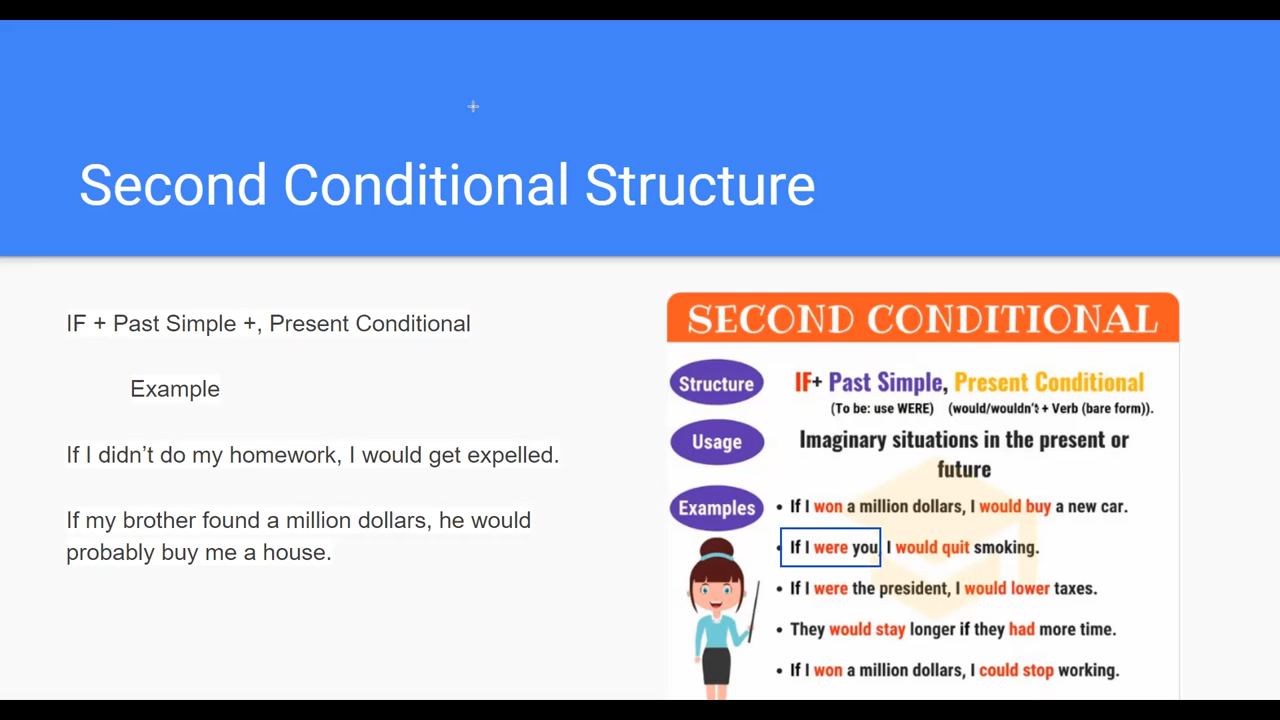 Second Conditional Structure
IF + Past Simple +, Present Conditional
Example
If I didn’t do my homework, I would get expelled.
If my brother found a million dollars, he would
probably buy me a house.
SECOND CONDITIONAL
Structure
IF+ Past Simple, Present Conditional
(To be: use WERE) (would/wouldn't + Verb (bare form)).
Usage
Imaginary situations in the present or
future
Examples
• If I won a million dollars, I would buy a new car.
• If I were you, I would quit smoking.
• If I were the president, I would lower taxes.
• They would stay longer if they had more time.
• If I won a million dollars, I could stop working.